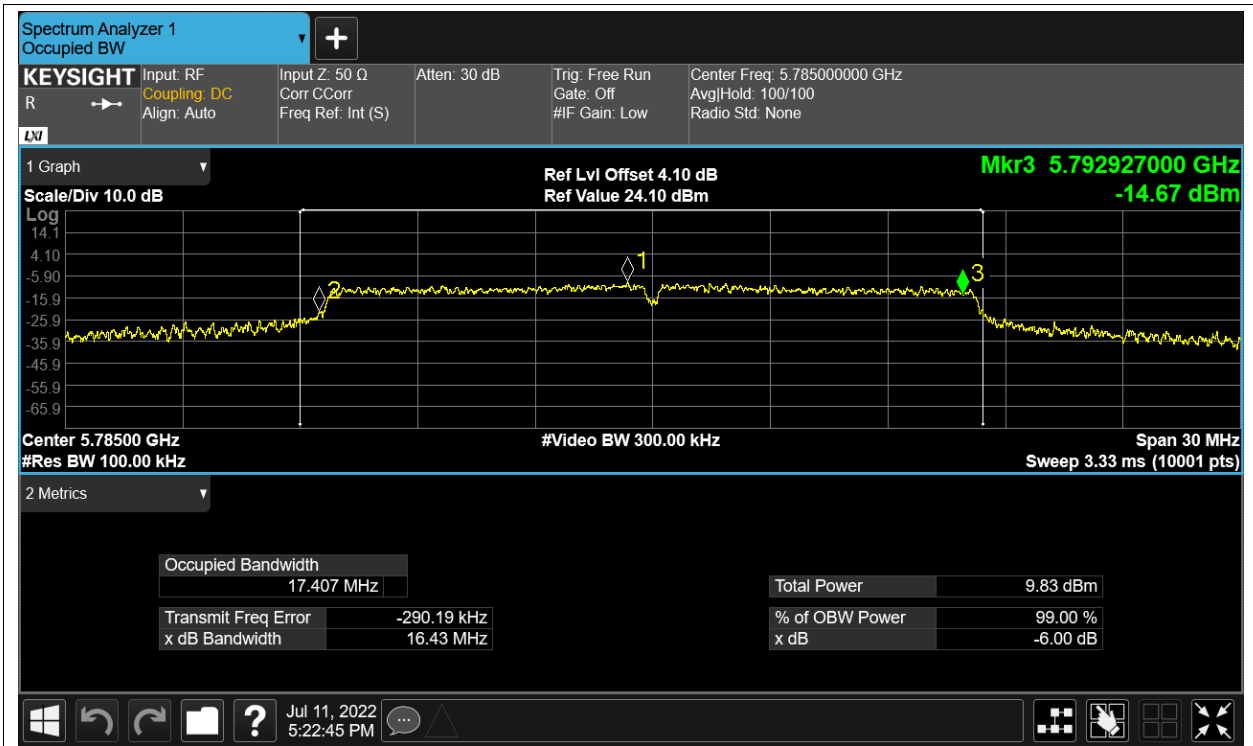 Spectrum Analyzer 1
Occupied BW
KEYSIGHT
R
LXI
Input: RF
Coupling: DC
Align: Auto
Input Z: 50 Ω
Corr CCorr
Freq Ref: Int (S)
Atten: 30 dB
Trig: Free Run
Gate: Off
#IF Gain: Low
Center Freq: 5.785000000 GHz
Avg|Hold: 100/100
Radio Std: None
1 Graph
Scale/Div 10.0 dB
Ref Lvl Offset 4.10 dB
Ref Value 24.10 dBm
Mkr3 5.792927000 GHz
-14.67 dBm
Log
14.1
4.10
-5.90
-15.9
-25.9
-35.9
-45.9
-55.9
-65.9
1
2
3
Center 5.78500 GHz
#Res BW 100.00 kHz
#Video BW 300.00 kHz
Span 30 MHz
Sweep 3.33 ms (10001 pts)
2 Metrics
Occupied Bandwidth
17.407 MHz
Transmit Freq Error -290.19 kHz
x dB Bandwidth 16.43 MHz
Total Power 9.83 dBm
% of OBW Power 99.00 %
x dB -6.00 dB
?
Jul 11, 2022
5:22:45 PM